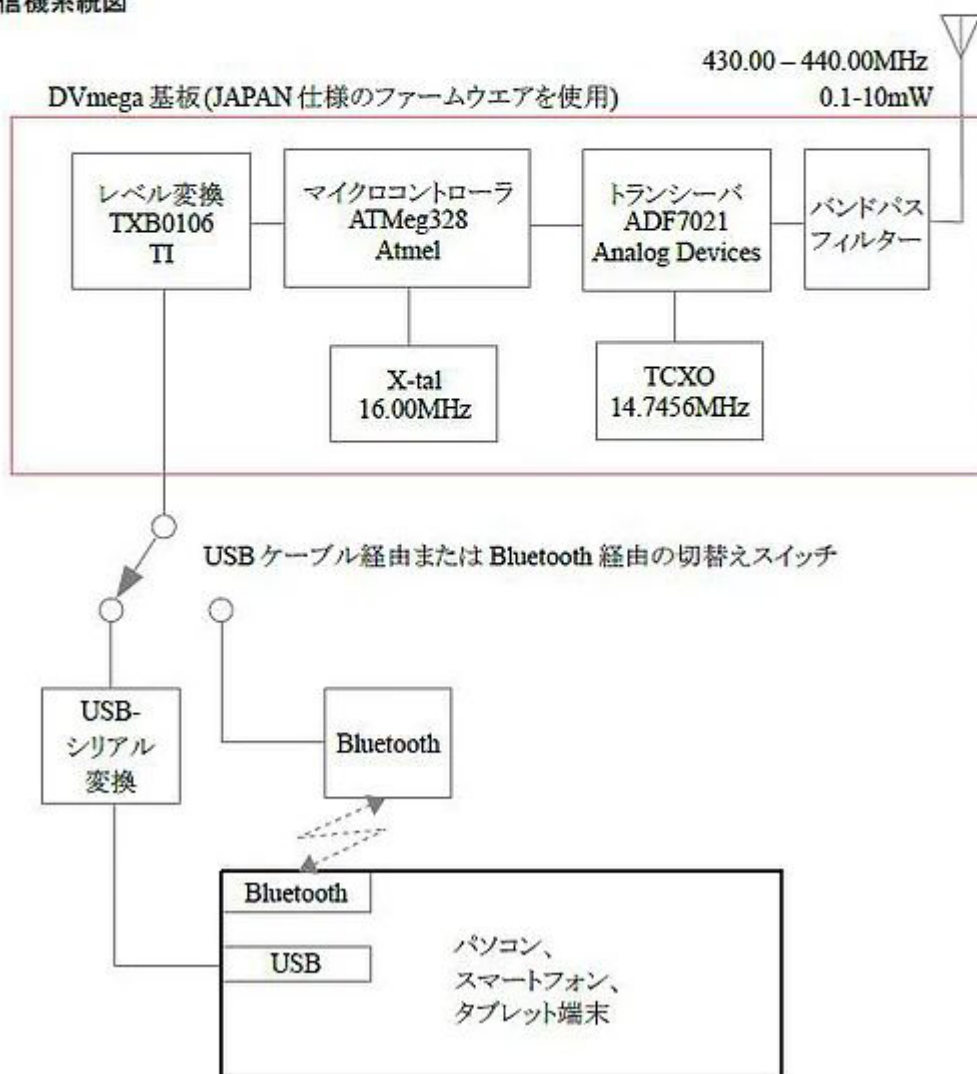 信機系統図
430.00 – 440.00MHz
DVmega 基板(JAPAN 仕様のファームウエアを使用)
0.1-10mW
レベル変換
TXB0106
TI
マイクロコントローラ
ATMeg328
Atmel
トランシーバ
ADF7021
Analog Devices
バンドパス
フィルター
X-tal
16.00MHz
TCXO
14.7456MHz
USB ケーブル経由または Bluetooth 経由の切替えスイッチ
USB-
シリアル
変換
Bluetooth
Bluetooth
USB
パソコン、
スマートフォン、
タブレット端末